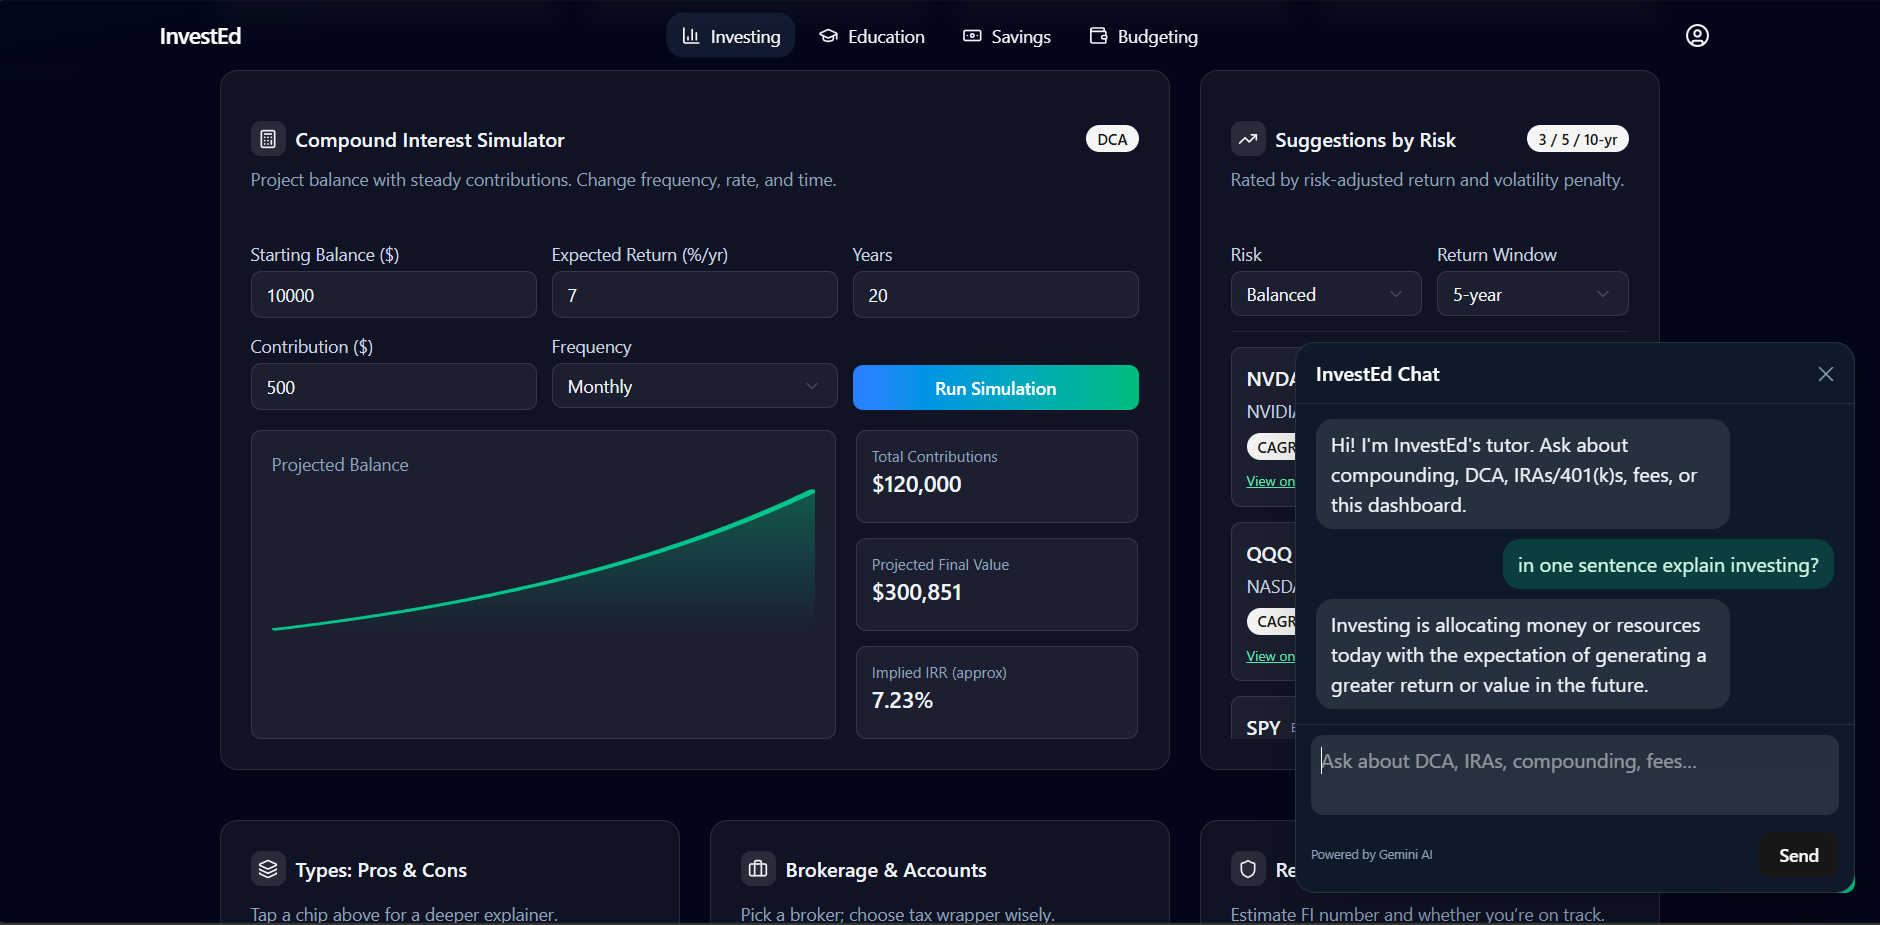 InvestEd
Investing
Education
Savings
Budgeting
Compound Interest Simulator
DCA
Project balance with steady contributions. Change frequency, rate, and time.
Starting Balance ($)
Expected Return (%/yr)
Years
10000
7
20
Contribution ($)
Frequency
500
Monthly
Run Simulation
Projected Balance
Total Contributions
$120,000
Projected Final Value
$300,851
Implied IRR (approx)
7.23%
Suggestions by Risk
3 / 5 / 10-yr
Rated by risk-adjusted return and volatility penalty.
Risk
Return Window
Balanced
5-year
CAGR
View on
QQQ
CAGR
View on
SPY
InvestEd Chat
Hi! I'm InvestEd's tutor. Ask about
compounding, DCA, IRAs/401(k)s, fees, or
this dashboard.
in one sentence explain investing?
Investing is allocating money or resources
today with the expectation of generating a
greater return or value in the future.
Ask about DCA, IRAs, compounding, fees...
Powered by Gemini AI
Send
Types: Pros & Cons
Tap a chip above for a deeper explainer.
Brokerage & Accounts
Pick a broker; choose tax wrapper wisely.
Estimate FI number and whether you're on track.